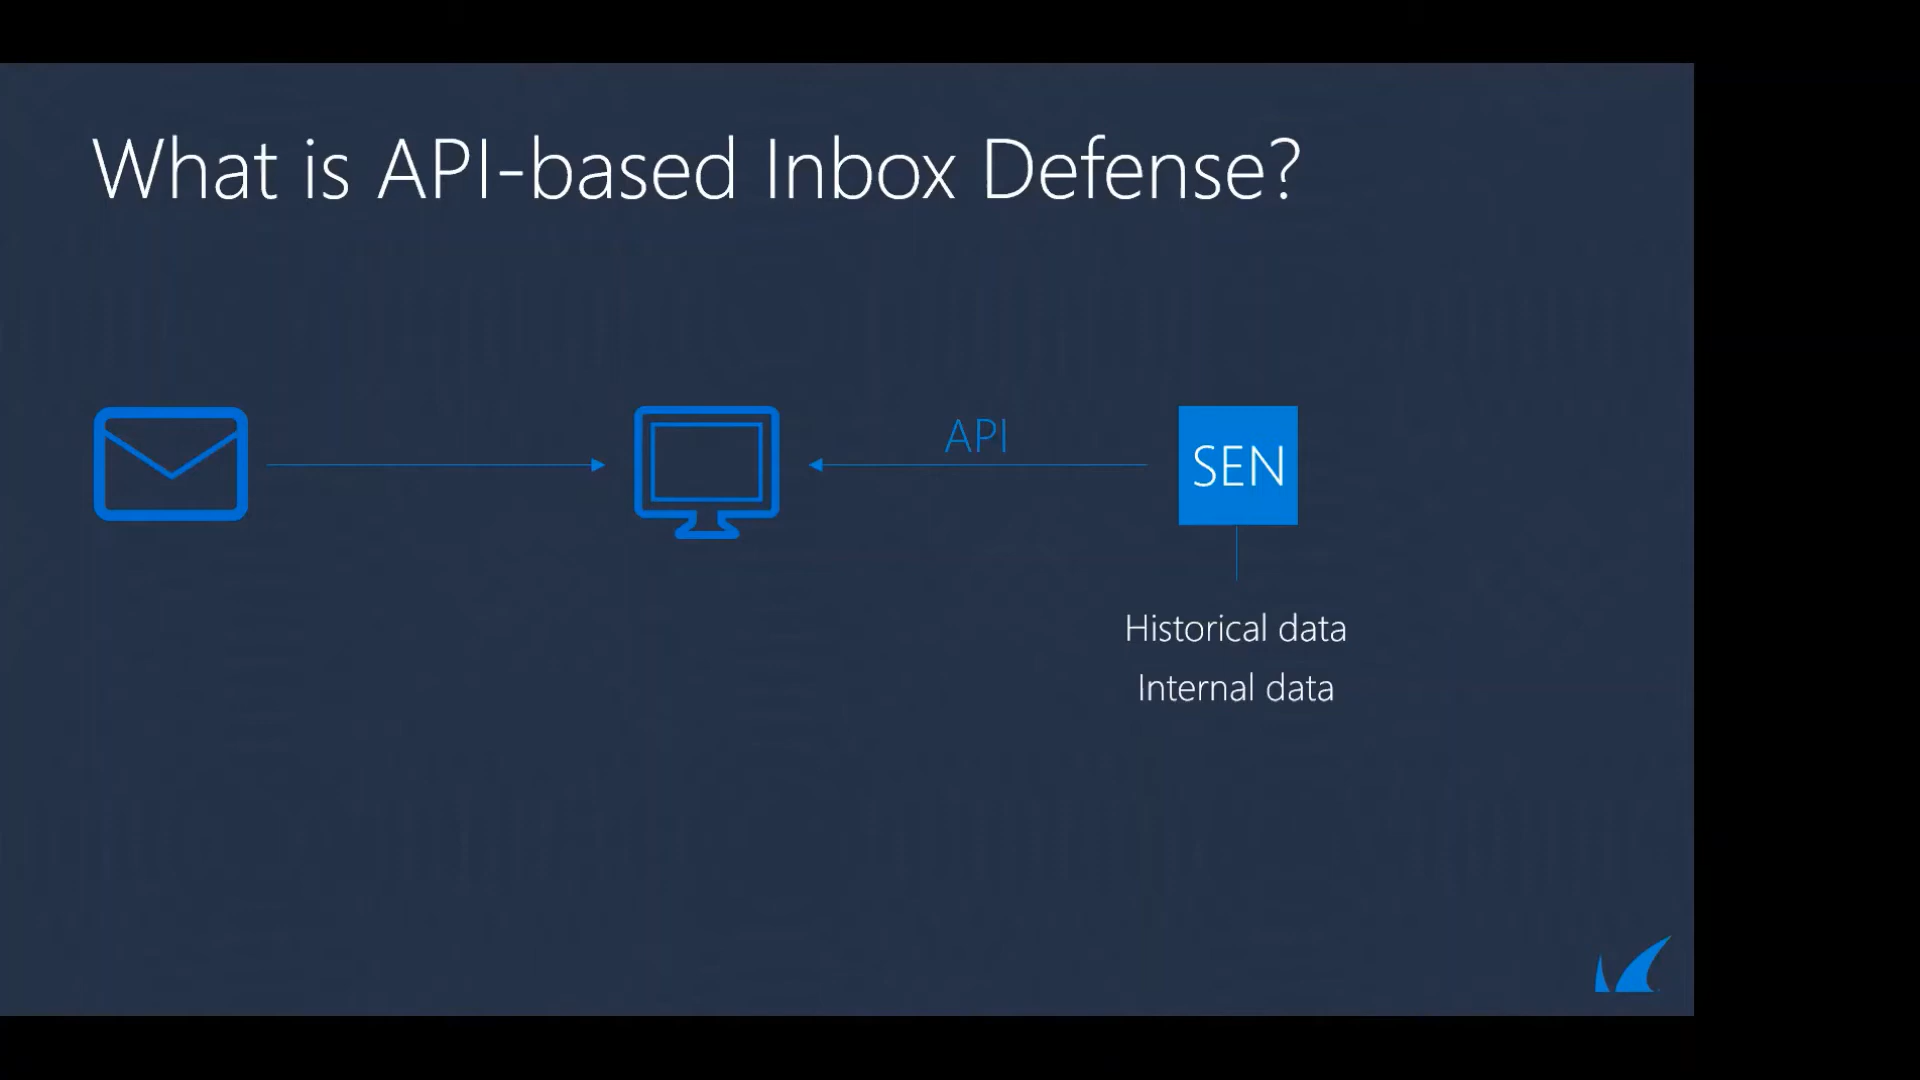 What is API-based Inbox Defense?
API
SEN
Historical data
Internal data